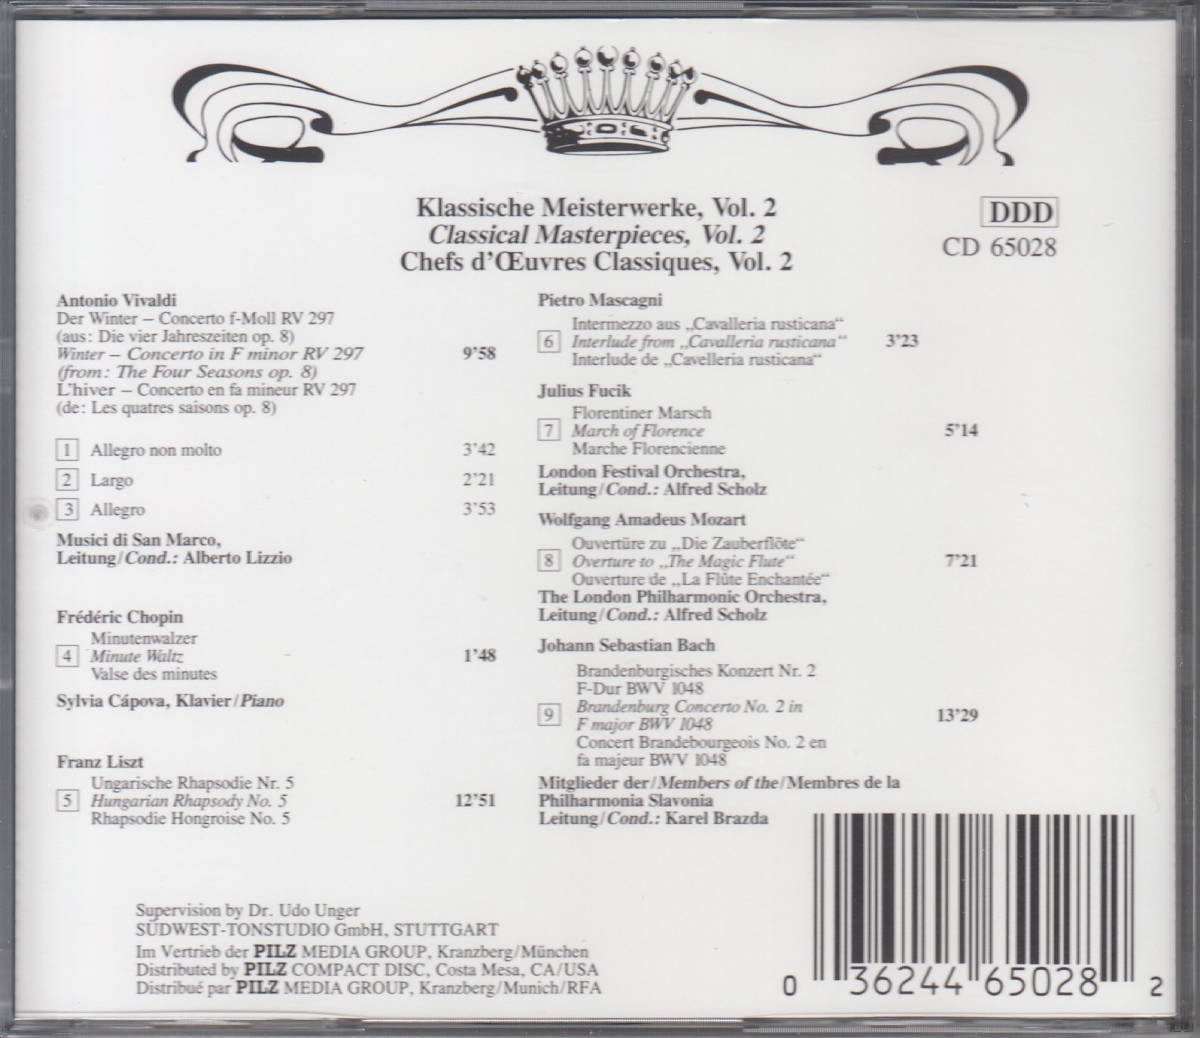 Klassische Meisterwerke, Vol. 2
Classical Masterpieces, Vol. 2
Chefs d'Œuvres Classiques, Vol. 2
DDD
CD 65028
Antonio Vivaldi
Der Winter – Concerto f-Moll RV 297
(aus: Die vier Jahreszeiten op. 8)
Winter – Concerto in F minor RV 297 9'58
(from: The Four Seasons op. 8)
L'hiver – Concerto en fa mineur RV 297
(de: Les quatres saisons op. 8)
1 Allegro non molto 3'42
2 Largo 2'21
3 Allegro 3'53
Musici di San Marco,
Leitung/Cond.: Alberto Lizzio
Frédéric Chopin
Minutenwalzer
4 Minute Waltz 1'48
Valse des minutes
Sylvia Cápova, Klavier/Piano
Franz Liszt
Ungarische Rhapsodie Nr. 5
5 Hungarian Rhapsody No. 5 12'51
Rhapsodie Hongroise No. 5
Pietro Mascagni
Intermezzo aus „Cavalleria rusticana“
6 Interlude from „Cavalleria rusticana“ 3'23
Interlude de „Cavelleria rusticana“
Julius Fucik
Florentiner Marsch
7 March of Florence 5'14
Marche Florencienne
London Festival Orchestra,
Leitung/Cond.: Alfred Scholz
Wolfgang Amadeus Mozart
Ouvertüre zu „Die Zauberflöte“
8 Overture to „The Magic Flute“ 7'21
Ouverture de „La Flûte Enchantée“
The London Philharmonic Orchestra,
Leitung/Cond.: Alfred Scholz
Johann Sebastian Bach
Brandenburgisches Konzert Nr. 2
F-Dur BWV 1048
9 Brandenburg Concerto No. 2 in 13'29
F major BWV 1048
Concert Brandebourgeois No. 2 en
fa majeur BWV 1048
Mitglieder der/Members of the/Membres de la
Philharmonia Slavonia
Leitung/Cond.: Karel Brazda
Supervision by Dr. Udo Unger
SÜDWEST-TONSTUDIO GmbH, STUTTGART
Im Vertrieb der PILZ MEDIA GROUP, Kranzberg/München
Distributed by PILZ COMPACT DISC, Costa Mesa, CA/USA
Distribué par PILZ MEDIA GROUP, Kranzberg/Munich/RFA
0 36244 65028 2